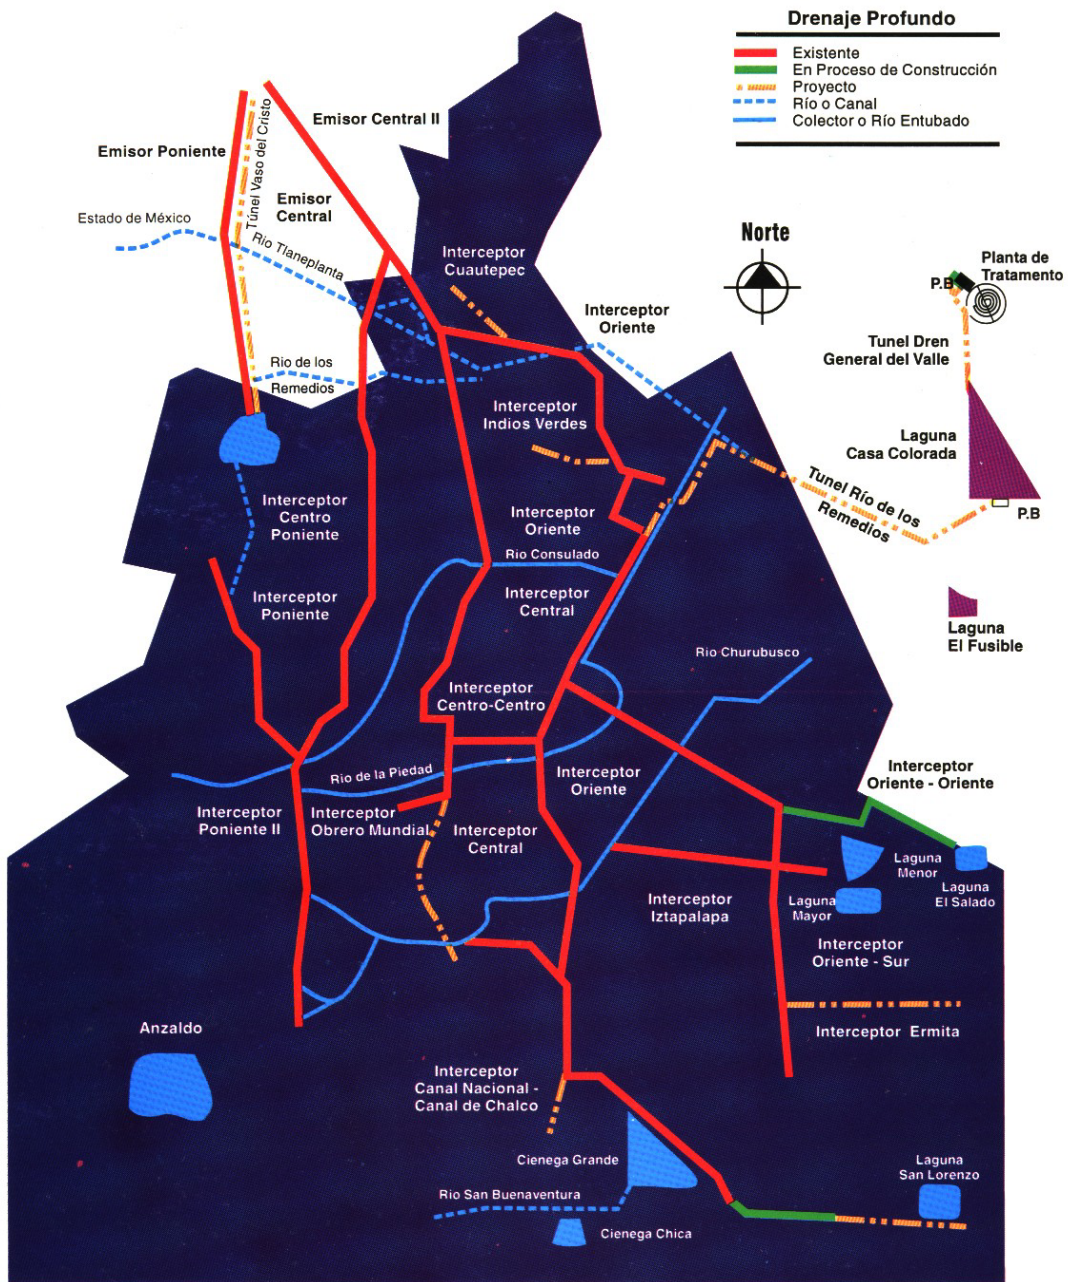 Drenaje Profundo
Existente
En Proceso de Construcción
Proyecto
Río o Canal
Colector o Río Entubado
Emisor Central II
Emisor Poniente
Túnel Vaso del Cristo
Emisor
Central
Estado de México
Rio Tlaneplanta
Interceptor
Cuautepec
Norte
Planta de
Tratamento
P.B
Interceptor
Oriente
Tunel Dren
General del Valle
Rio de los
Remedios
Interceptor
Indios Verdes
Laguna
Casa Colorada
Tunel Río de los
Remedios
P.B
Interceptor
Centro
Poniente
Interceptor
Oriente
Rio Consulado
Interceptor
Poniente
Interceptor
Central
Laguna
El Fusible
Rio Churubusco
Interceptor
Centro-Centro
Rio de la Piedad
Interceptor
Oriente
Interceptor
Oriente - Oriente
Interceptor
Poniente II
Interceptor
Obrero Mundial
Interceptor
Central
Laguna
Menor
Laguna
El Salado
Interceptor
Iztapalapa
Laguna
Mayor
Interceptor
Oriente - Sur
Interceptor Ermita
Anzaldo
Interceptor
Canal Nacional -
Canal de Chalco
Cienega Grande
Laguna
San Lorenzo
Rio San Buenaventura
Cienega Chica